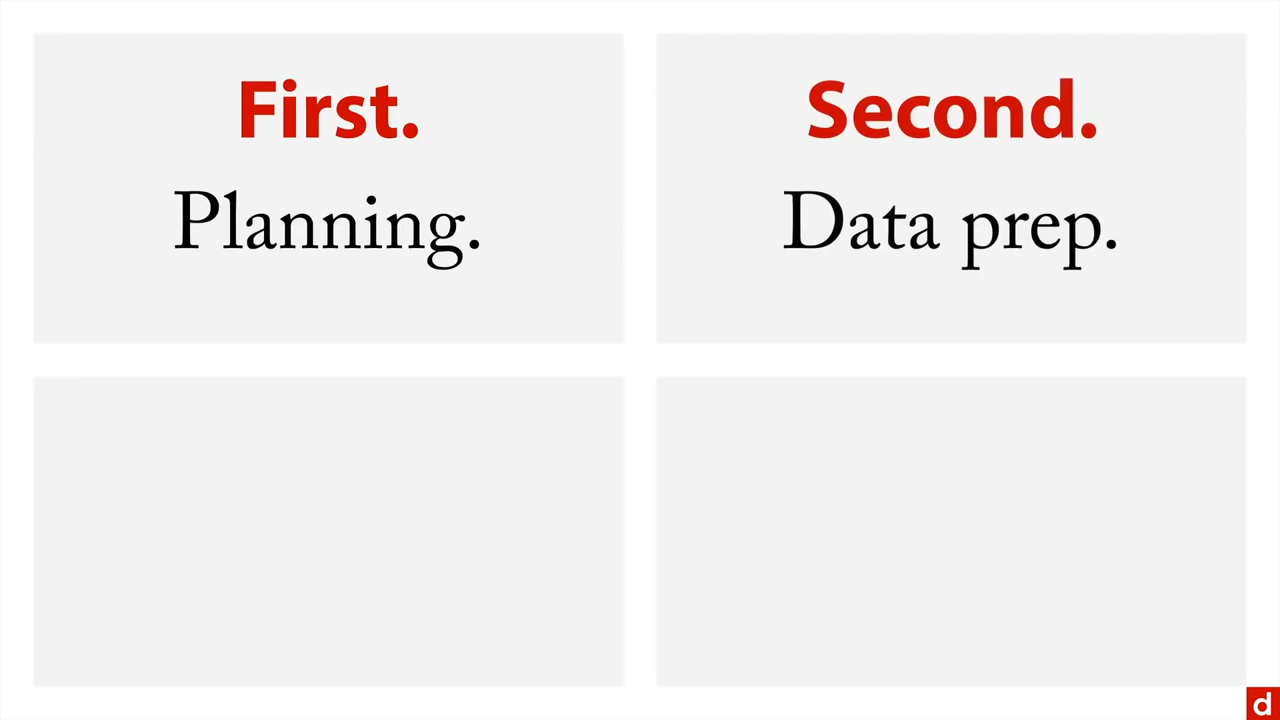 First.
Planning.
Second.
Data prep.
d